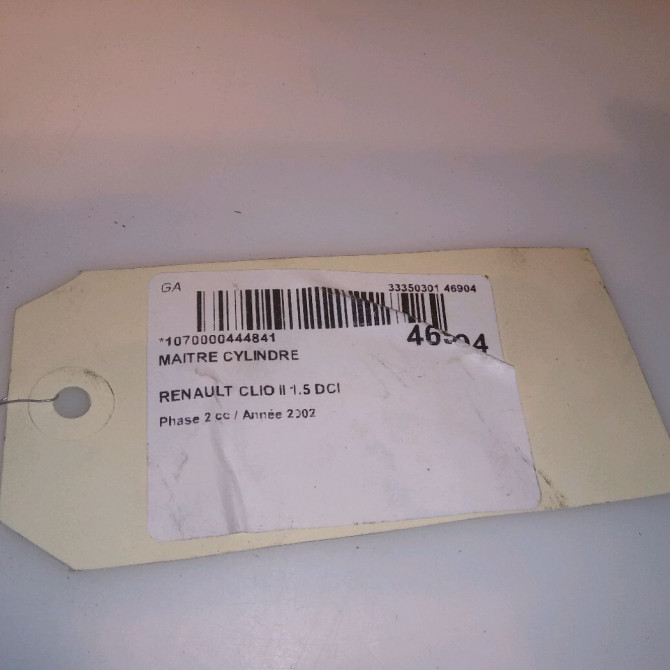 GA
33350301 46904
*1070000444841
46904
MAITRE CYLINDRE
RENAULT CLIO II 1.5 DCI
Phase 2 cc / Année 2002